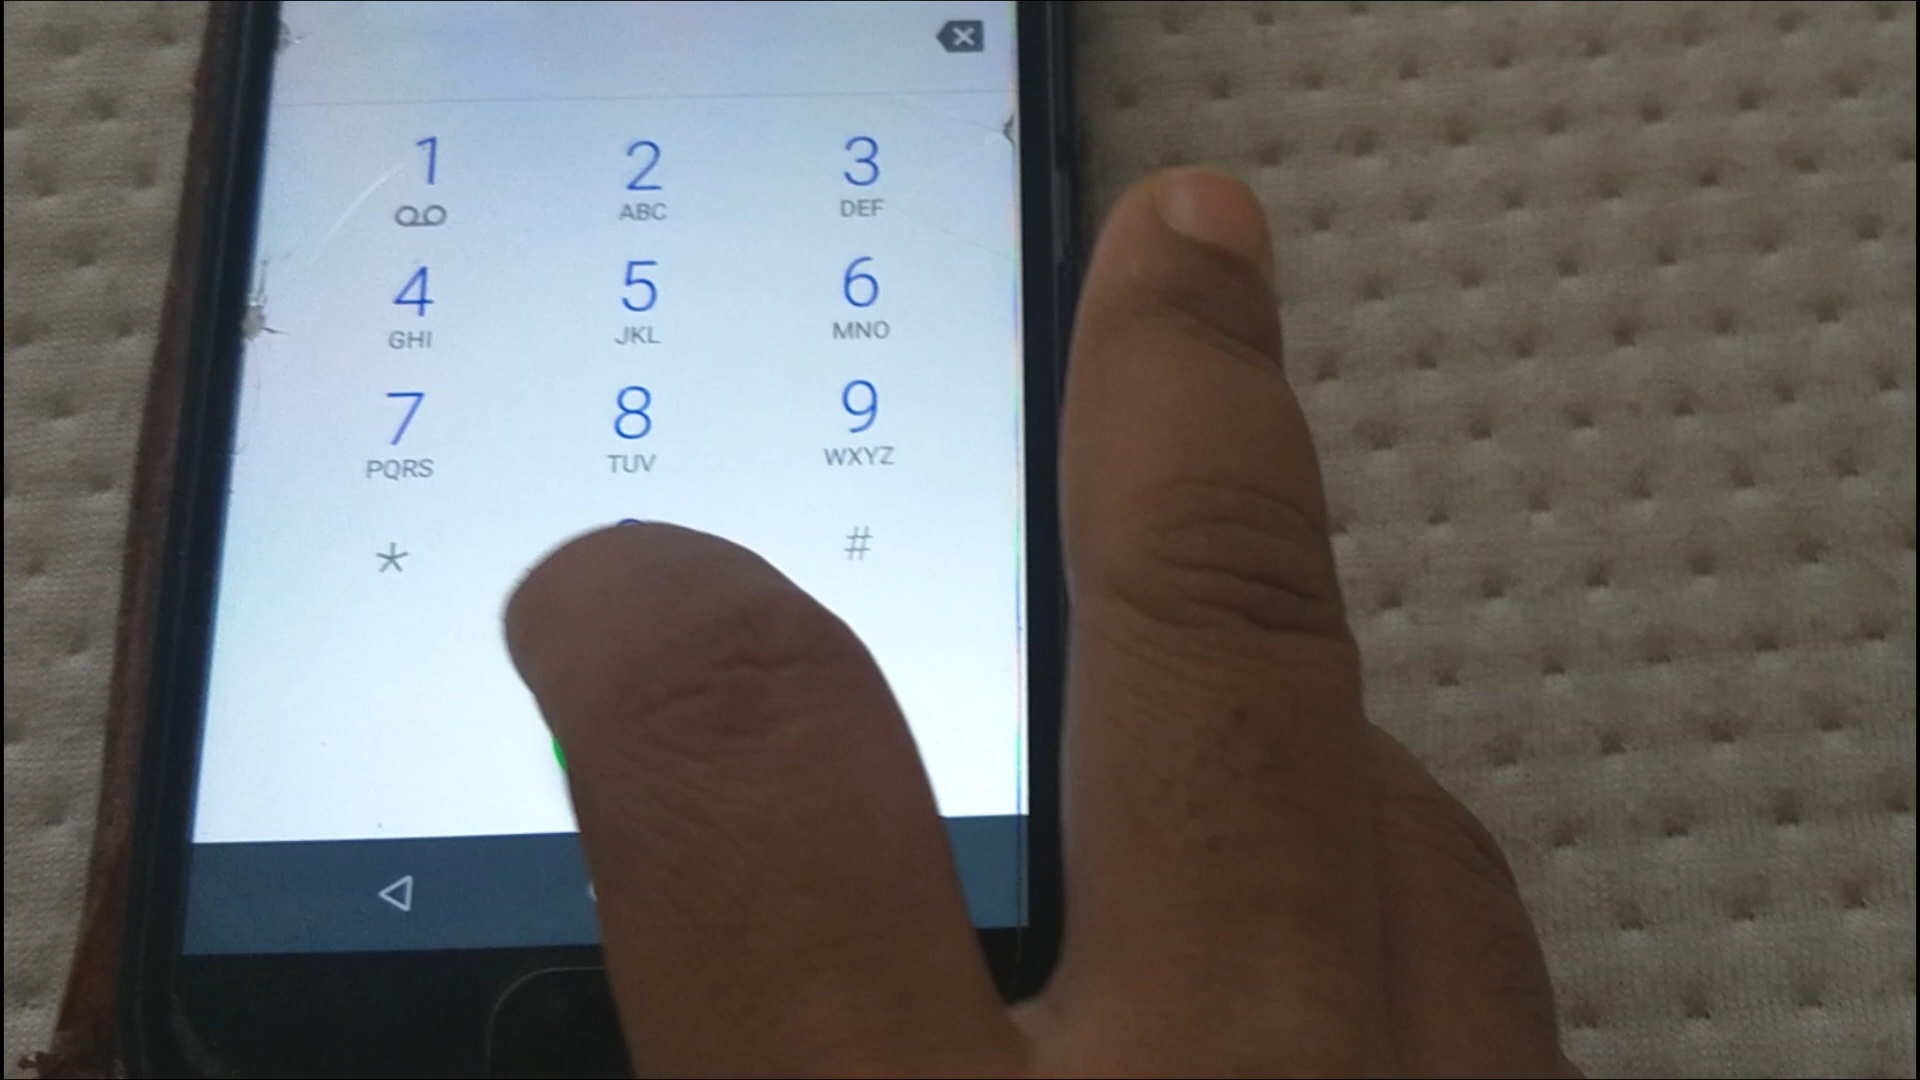 1 2 3
ABC DEF
4 5 6
GHI JKL MNO
7 8 9
PQRS TUV WXYZ
* #